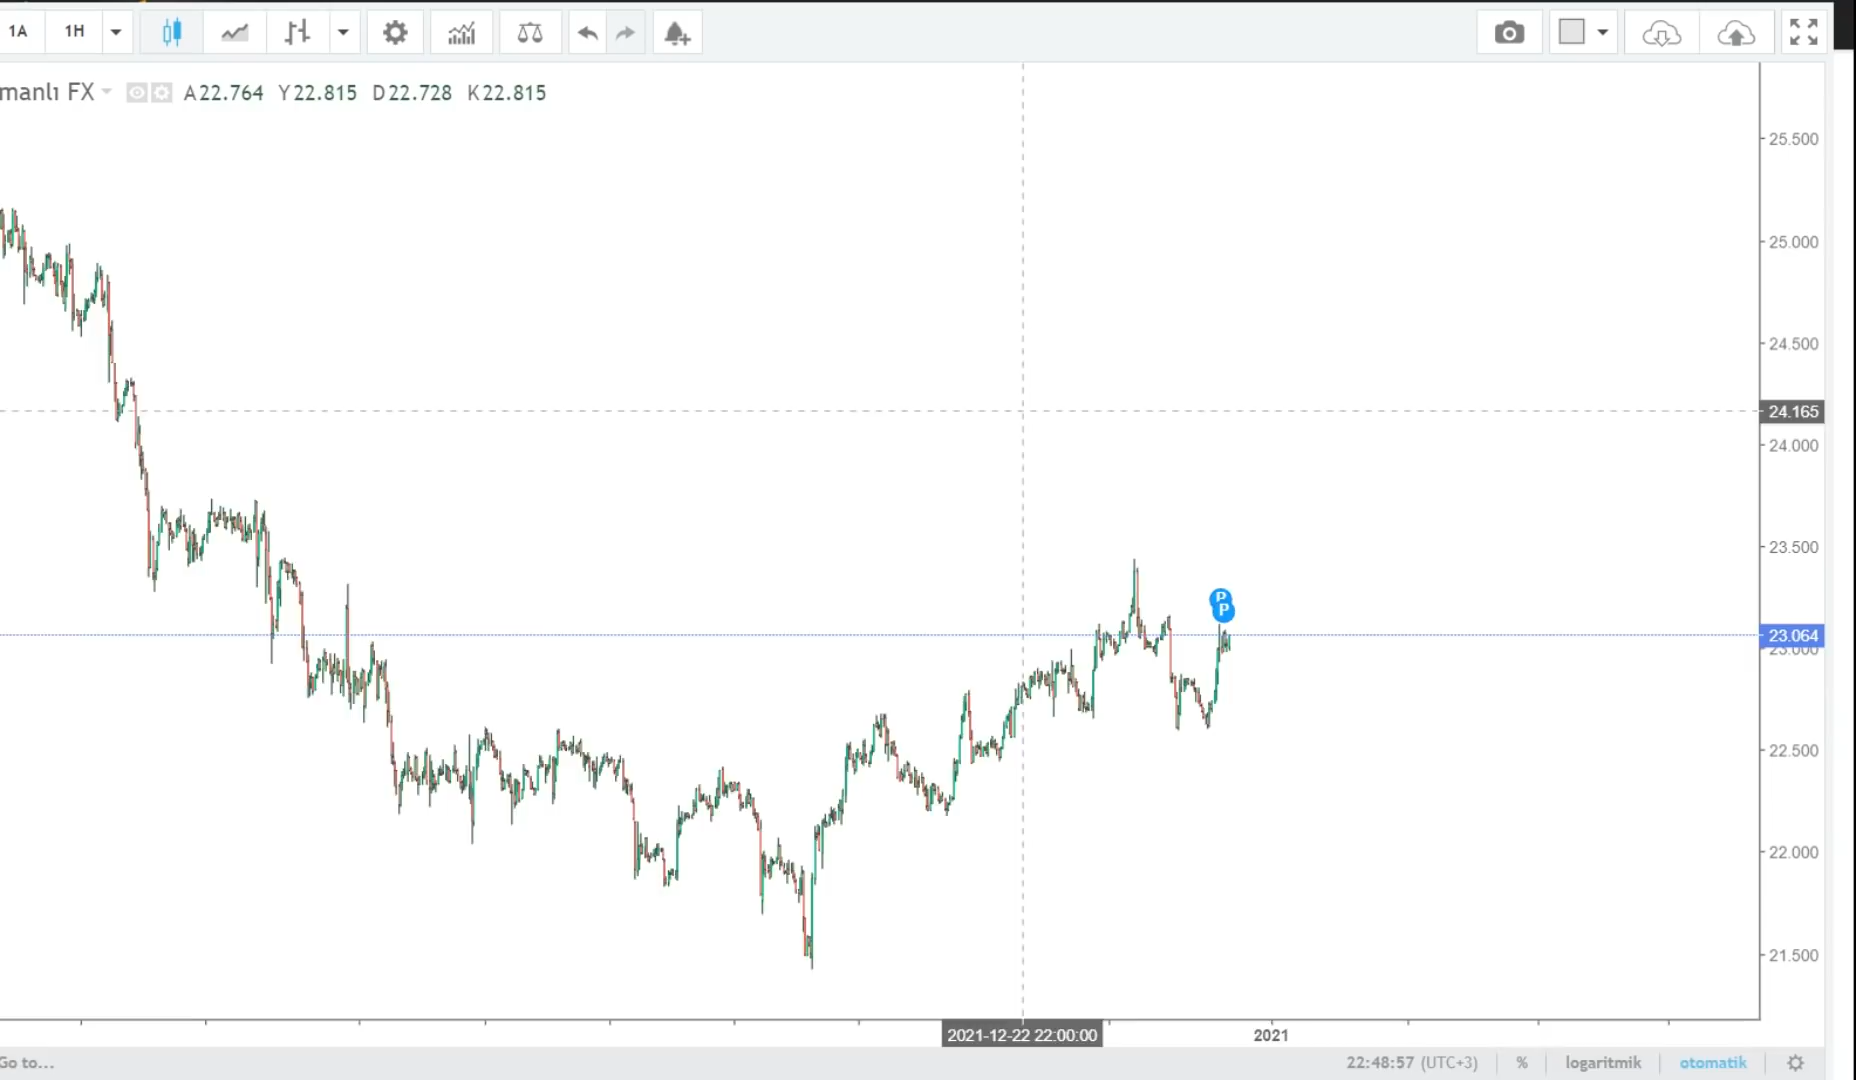 1A 1H
manlı FX A22.764 Y22.815 D22.728 K22.815
25.500
25.000
24.500
24.165
24.000
23.500
P
P
23.064
23.000
22.500
22.000
21.500
2021-12-22 22:00:00 2021
Go to... 22:48:57 (UTC+3) % logaritmik otomatik